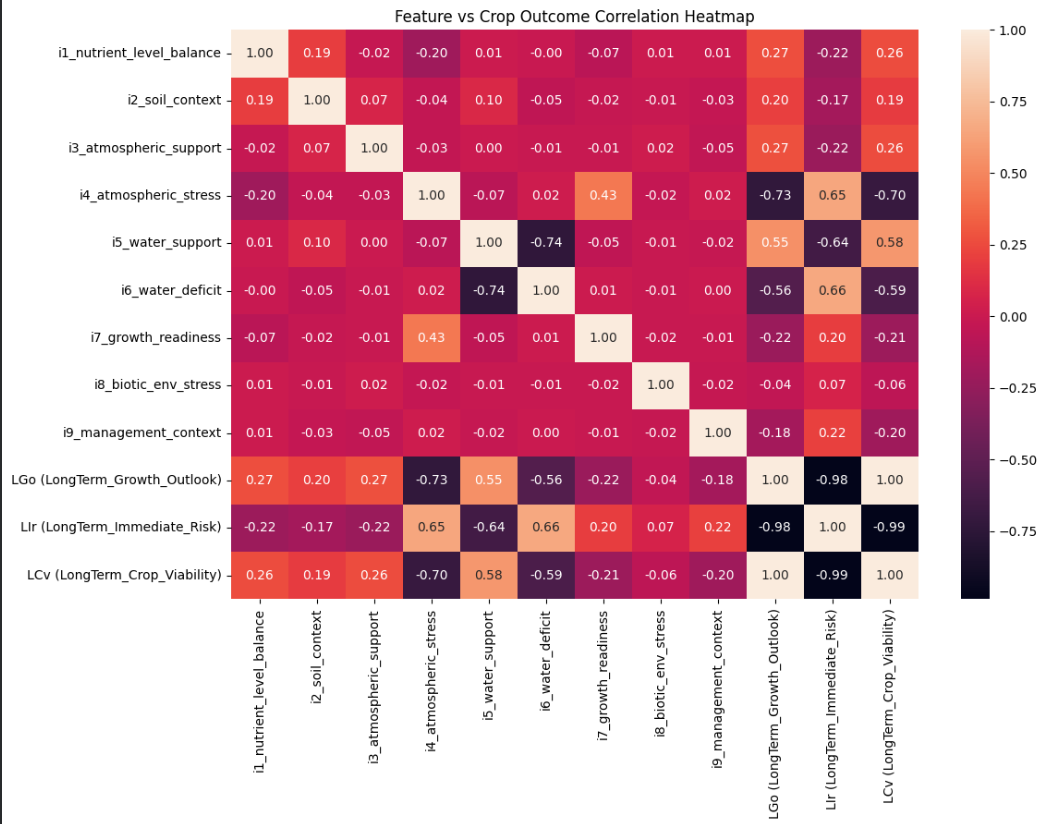 Feature vs Crop Outcome Correlation Heatmap
i1_nutrient_level_balance 1.00 0.19 -0.02 -0.20 0.01 -0.00 -0.07 0.01 0.01 0.27 -0.22 0.26
i2_soil_context 0.19 1.00 0.07 -0.04 0.10 -0.05 -0.02 -0.01 -0.03 0.20 -0.17 0.19
i3_atmospheric_support -0.02 0.07 1.00 -0.03 0.00 -0.01 -0.01 0.02 -0.05 0.27 -0.22 0.26
i4_atmospheric_stress -0.20 -0.04 -0.03 1.00 -0.07 0.02 0.43 -0.02 0.02 -0.73 0.65 -0.70
i5_water_support 0.01 0.10 0.00 -0.07 1.00 -0.74 -0.05 -0.01 -0.02 0.55 -0.64 0.58
i6_water_deficit -0.00 -0.05 -0.01 0.02 -0.74 1.00 0.01 -0.01 0.00 -0.56 0.66 -0.59
i7_growth_readiness -0.07 -0.02 -0.01 0.43 -0.05 0.01 1.00 -0.02 -0.01 -0.22 0.20 -0.21
i8_biotic_env_stress 0.01 -0.01 0.02 -0.02 -0.01 -0.01 -0.02 1.00 -0.02 -0.04 0.07 -0.06
i9_management_context 0.01 -0.03 -0.05 0.02 -0.02 0.00 -0.01 -0.02 1.00 -0.18 0.22 -0.20
LGo (LongTerm_Growth_Outlook) 0.27 0.20 0.27 -0.73 0.55 -0.56 -0.22 -0.04 -0.18 1.00 -0.98 1.00
LIr (LongTerm_Immediate_Risk) -0.22 -0.17 -0.22 0.65 -0.64 0.66 0.20 0.07 0.22 -0.98 1.00 -0.99
LCv (LongTerm_Crop_Viability) 0.26 0.19 0.26 -0.70 0.58 -0.59 -0.21 -0.06 -0.20 1.00 -0.99 1.00
i1_nutrient_level_balance
i2_soil_context
i3_atmospheric_support
i4_atmospheric_stress
i5_water_support
i6_water_deficit
i7_growth_readiness
i8_biotic_env_stress
i9_management_context
LGo (LongTerm_Growth_Outlook)
LIr (LongTerm_Immediate_Risk)
LCv (LongTerm_Crop_Viability)
1.00
0.75
0.50
0.25
0.00
−0.25
−0.50
−0.75